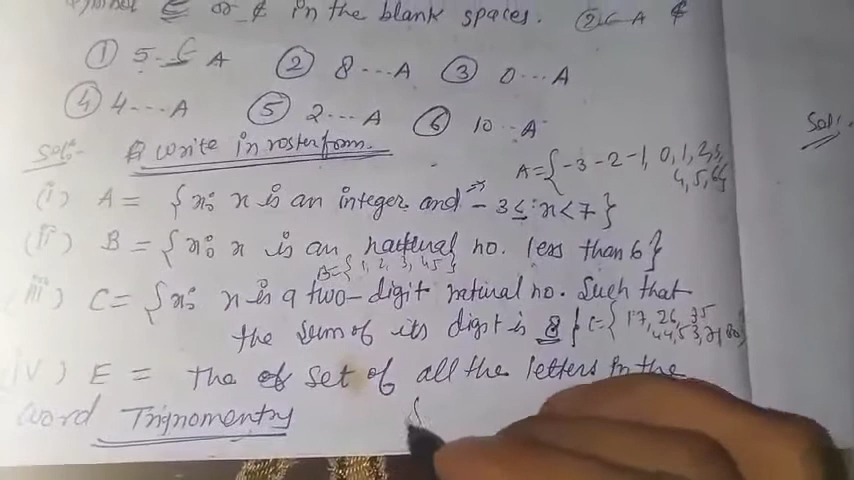 symbol ∈ or ∉ in the blank spaces. ② ∈ A ∉
① 5 --∈ A ② 8 ---A ③ 0 ---A
④ 4 ---- A ⑤ 2 ---- A ⑥ 10 --- A
Sol:- write in roster form. Sol:
A={-3 -2 -1, 0, 1, 2, 3,
4, 5, 6}
(i) A = {x: x is an integer and -3 ≤ x < 7}
(ii) B = {x: x is an natural no. less than 6}
B={1, 2, 3, 4 5}
iii) C = {x: x is a two-digit natural no. Such that
the sum of its digit is 8} C={17, 26, 35
44, 53, 71 80}
iv) E = The set of all the letters in the
word Trignomentry {